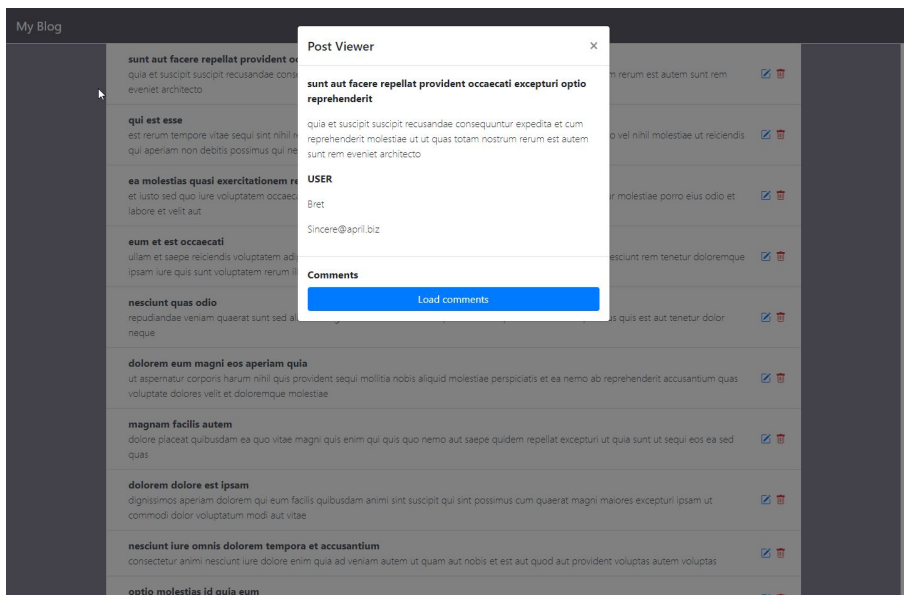 My Blog
Post Viewer
×
sunt aut facere repellat provident occaecati excepturi optio
reprehenderit
quia et suscipit suscipit recusandae consequuntur expedita et cum
reprehenderit molestiae ut ut quas totam nostrum rerum est autem
sunt rem eveniet architecto
USER
Bret
Sincere@april.biz
Comments
Load comments
sunt aut facere repellat provident
quia et suscipit suscipit recusandae
rerum est autem sunt rem
eveniet architecto
qui est esse
est rerum tempore vitae sequi sint nihil
vel nihil molestiae ut reiciendis
qui aperiam non debitis possimus qui
ea molestias quasi exercitationem
et iusto sed quo iure voluptatem
molestiae porro eius odio et
labore et velit aut
eum et est occaecati
ullam et saepe reiciendis voluptatem
rem tenetur doloremque
ipsam iure quis sunt voluptatem rerum
nesciunt quas odio
repudiandae veniam quaerat sunt sed
quis est aut tenetur dolor
neque
dolorem eum magni eos aperiam quia
ut aspernatur corporis harum nihil quis provident sequi mollitia nobis aliquid molestiae perspiciatis et ea nemo ab reprehenderit accusantium quas
voluptate dolores velit et doloremque molestiae
magnam facilis autem
dolore placeat quibusdam ea quo vitae magni quis enim qui quis quo nemo aut saepe quidem repellat excepturi ut quia sunt ut sequi eos ea sed
quas
dolorem dolore est ipsam
dignissimos aperiam dolorem qui eum facilis quibusdam animi sint suscipit qui sint possimus cum quaerat magni maiores excepturi ipsam ut
commodi dolor voluptatum modi aut vitae
nesciunt iure omnis dolorem tempora et accusantium
consectetur animi nesciunt iure dolore enim quia ad veniam autem ut quam aut nobis et est aut quod aut provident voluptas autem voluptas
optio molestias id quia eum